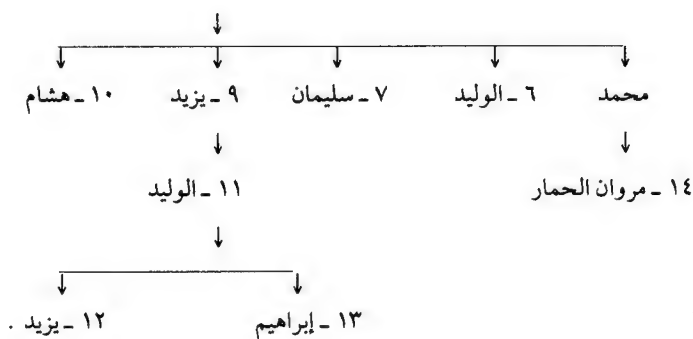 محمد ٦ ـ الوليد ٧ ـ سليمان ٩ ـ يزيد ١٠ ـ هشام
١٤ ـ مروان الحمار ١١ ـ الوليد
١٣ ـ إبراهيم ١٢ ـ يزيد .